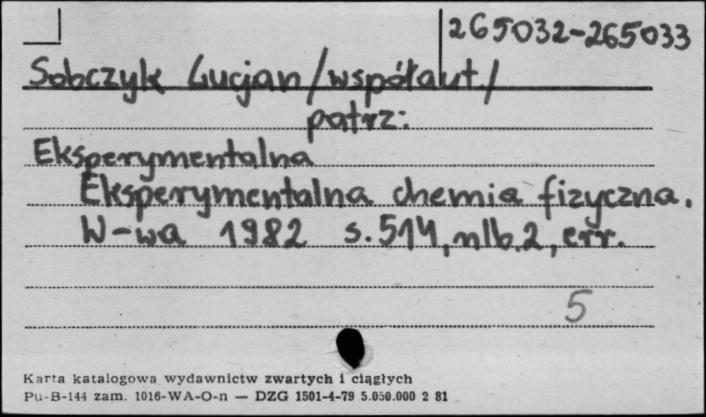 265032-265033
Sobczyk Lucjan /współaut./
patrz:
Eksperymentalna
Eksperymentalna chemia fizyczna.
W-wa 1982 s.514, nlb.2, err.
5
Karta katalogowa wydawnictw zwartych i ciągłych
Pu-B-144 zam. 1016-WA-O-n — DZG 1501-4-79 5.050.000 2 81